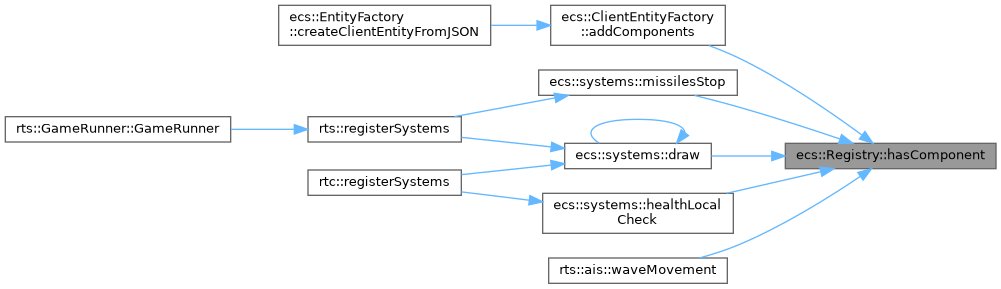 ecs::EntityFactory
::createClientEntityFromJSON
ecs::ClientEntityFactory
::addComponents
ecs::systems::missilesStop
rts::GameRunner::GameRunner
rts::registerSystems
ecs::systems::draw
ecs::Registry::hasComponent
rtc::registerSystems
ecs::systems::healthLocal
Check
rts::ais::waveMovement